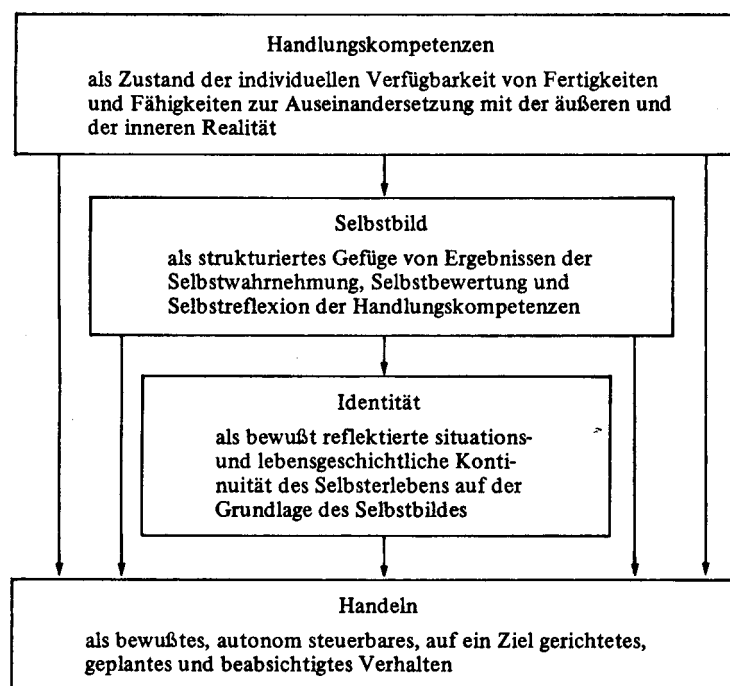 Handlungskompetenzen
als Zustand der individuellen Verfügbarkeit von Fertigkeiten
und Fähigkeiten zur Auseinandersetzung mit der äußeren und
der inneren Realität
Selbstbild
als strukturiertes Gefüge von Ergebnissen der
Selbstwahrnehmung, Selbstbewertung und
Selbstreflexion der Handlungskompetenzen
Identität
als bewußt reflektierte situations-
und lebensgeschichtliche Konti-
nuität des Selbsterlebens auf der
Grundlage des Selbstbildes
Handeln
als bewußtes, autonom steuerbares, auf ein Ziel gerichtetes,
geplantes und beabsichtigtes Verhalten